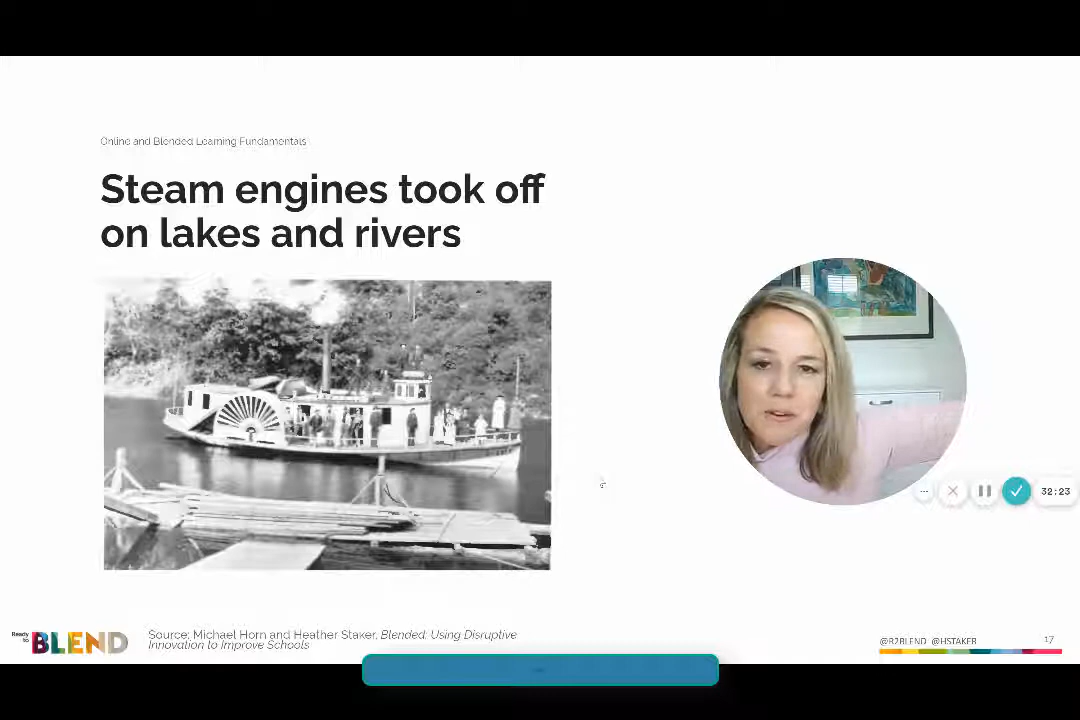 Online and Blended Learning Fundamentals
Steam engines took off
on lakes and rivers
32:23
Ready
to
BLEND
Source: Michael Horn and Heather Staker, Blended: Using Disruptive
Innovation to Improve Schools
@R2BLEND @HSTAKER
17